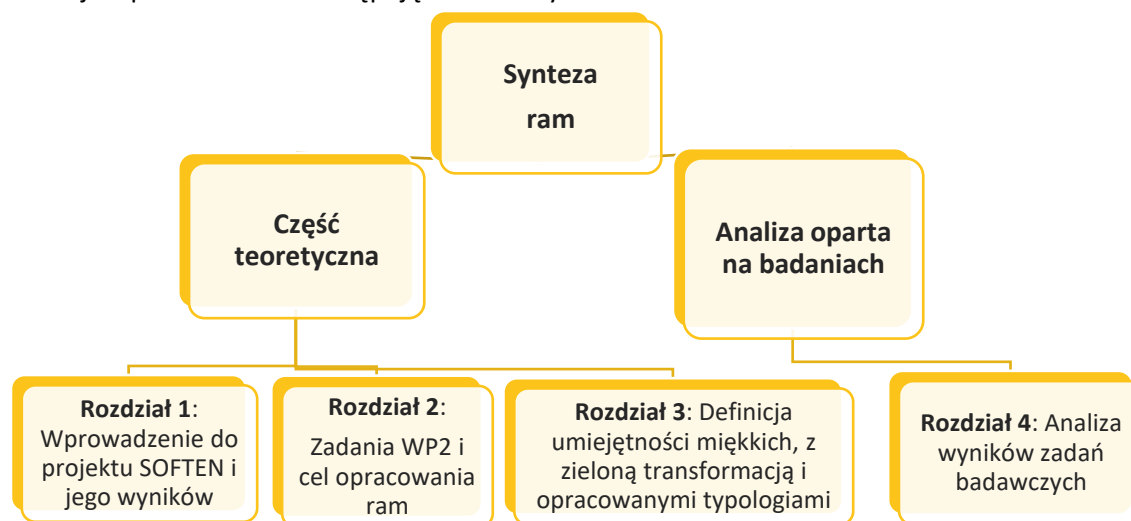 Synteza
ram
Część
teoretyczna
Analiza oparta
na badaniach
Rozdział 1:
Wprowadzenie do
projektu SOFTEN i
jego wyników
Rozdział 2:
Zadania WP2 i
cel opracowania
ram
Rozdział 3: Definicja
umiejętności miękkich, z
zieloną transformacją i
opracowanymi typologiami
Rozdział 4: Analiza
wyników zadań
badawczych